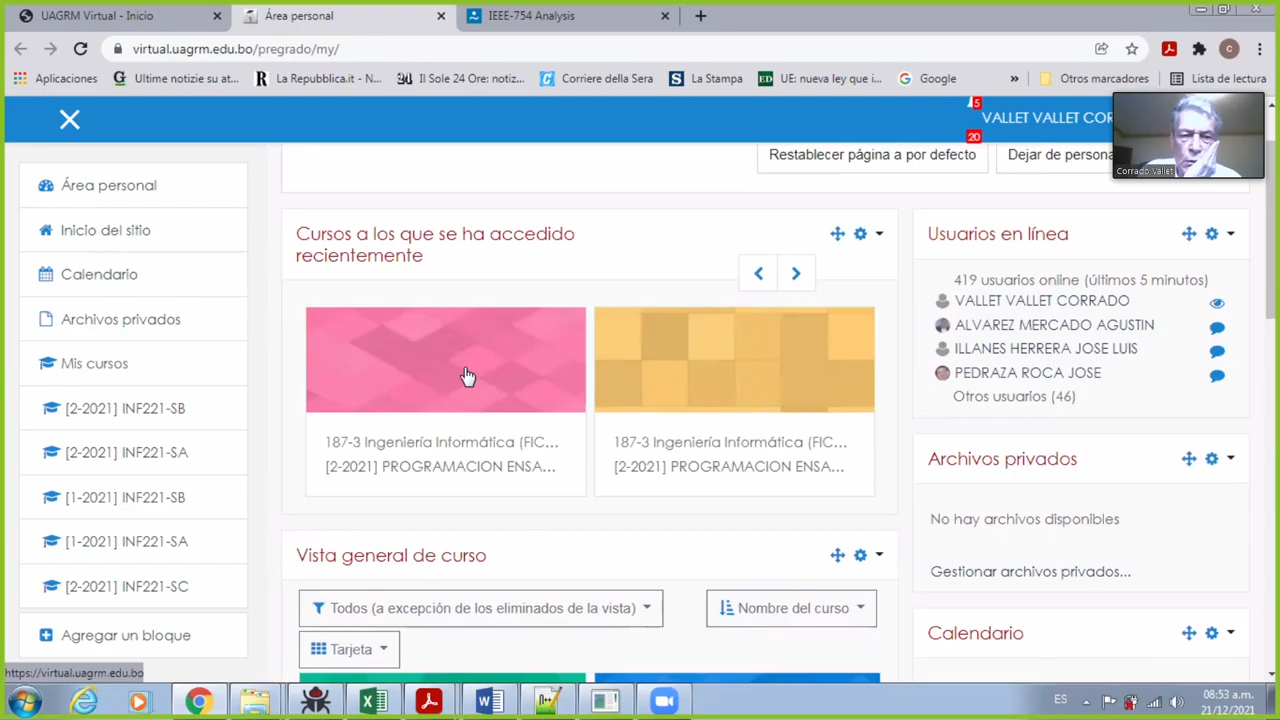 UAGRM Virtual - Inicio
Área personal
IEEE-754 Analysis
virtual.uagrm.edu.bo/pregrado/my/
Aplicaciones
Ultime notizie su at...
La Repubblica.it - N...
Il Sole 24 Ore: notiz...
Corriere della Sera
La Stampa
UE: nueva ley que i...
Google
Otros marcadores
Lista de lectura
5
20
VALLET VALLET COR
Corrado Vallet
Restablecer página a por defecto
Dejar de persona
Área personal
Inicio del sitio
Calendario
Archivos privados
Mis cursos
[2-2021] INF221-SB
[2-2021] INF221-SA
[1-2021] INF221-SB
[1-2021] INF221-SA
[2-2021] INF221-SC
Agregar un bloque
Cursos a los que se ha accedido
recientemente
187-3 Ingeniería Informática (FIC...
[2-2021] PROGRAMACION ENSA...
187-3 Ingeniería Informática (FIC...
[2-2021] PROGRAMACION ENSA...
Vista general de curso
Todos (a excepción de los eliminados de la vista)
Nombre del curso
Tarjeta
Usuarios en línea
419 usuarios online (últimos 5 minutos)
VALLET VALLET CORRADO
ALVAREZ MERCADO AGUSTIN
ILLANES HERRERA JOSE LUIS
PEDRAZA ROCA JOSE
Otros usuarios (46)
Archivos privados
No hay archivos disponibles
Gestionar archivos privados...
Calendario
https://virtual.uagrm.edu.bo
ES
08:53 a.m.
21/12/2021